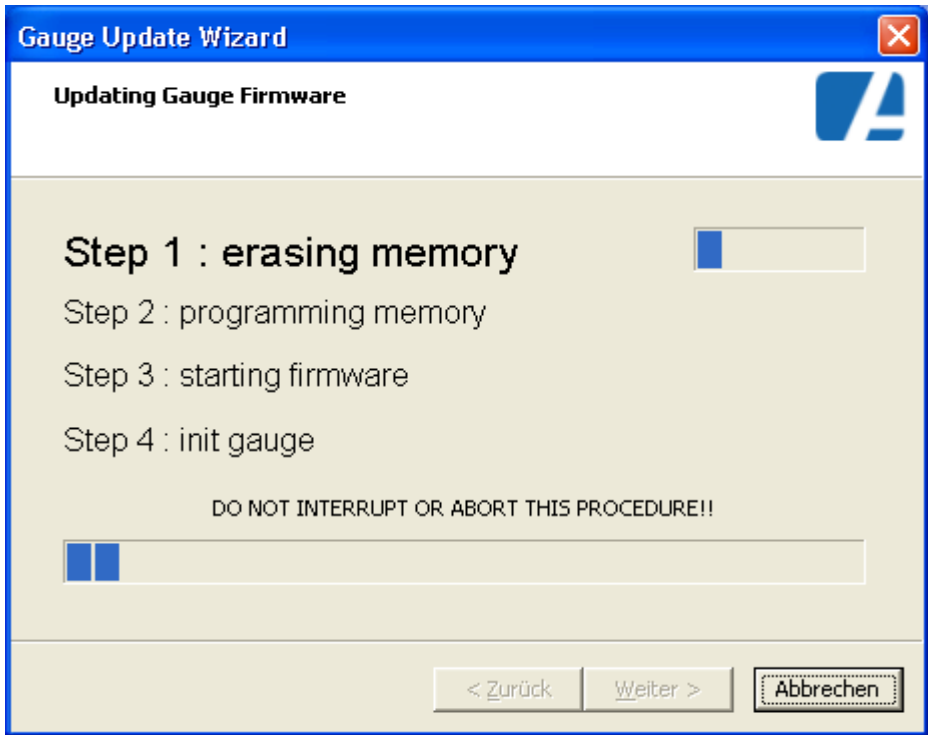 Gauge Update Wizard
Updating Gauge Firmware
Step 1 : erasing memory
Step 2 : programming memory
Step 3 : starting firmware
Step 4 : init gauge
DO NOT INTERRUPT OR ABORT THIS PROCEDURE!!
< Zurück Weiter > Abbrechen